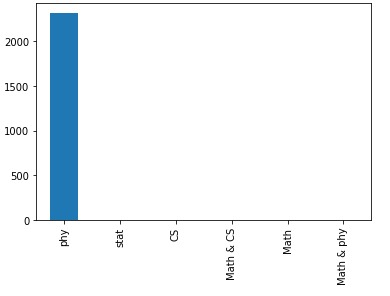 2000
1500
1000
500
0
phy
stat
CS
Math & CS
Math
Math & phy